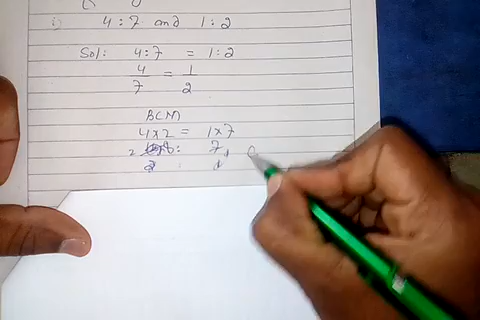 i) 4 : 7 and 1 : 2
Sol: 4:7 = 1:2
4/7 = 1/2
BCM
4×2 = 1×7
7,